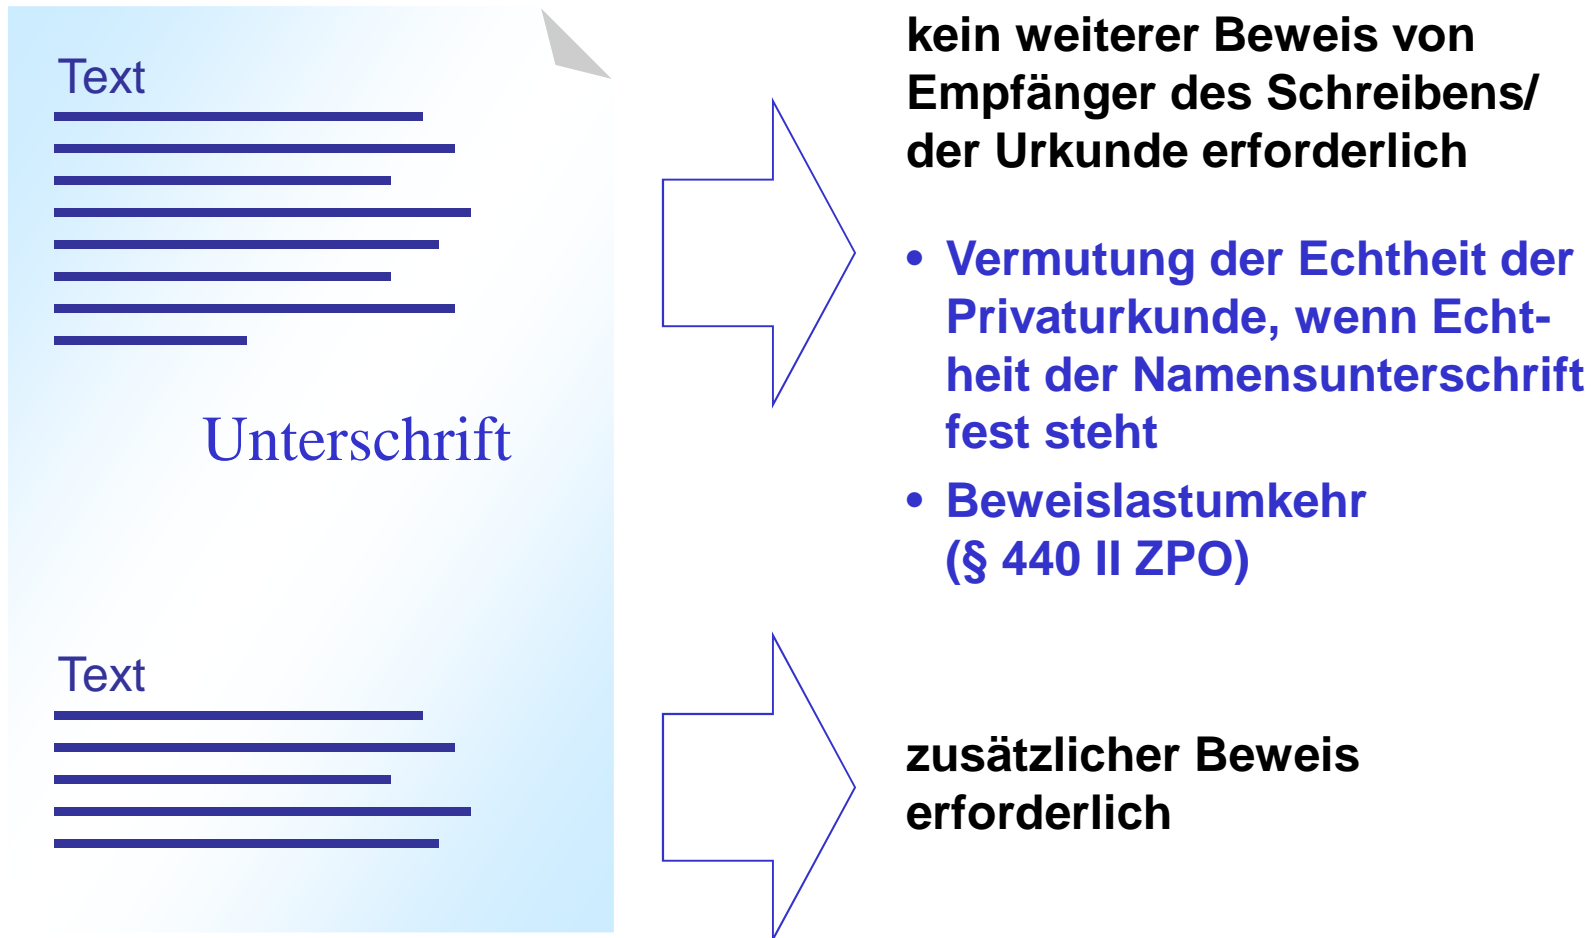 Text
Unterschrift
Text
kein weiterer Beweis von
Empfänger des Schreibens/
der Urkunde erforderlich
• Vermutung der Echtheit der
Privaturkunde, wenn Echt-
heit der Namensunterschrift
fest steht
• Beweislastumkehr
(§ 440 II ZPO)
zusätzlicher Beweis
erforderlich